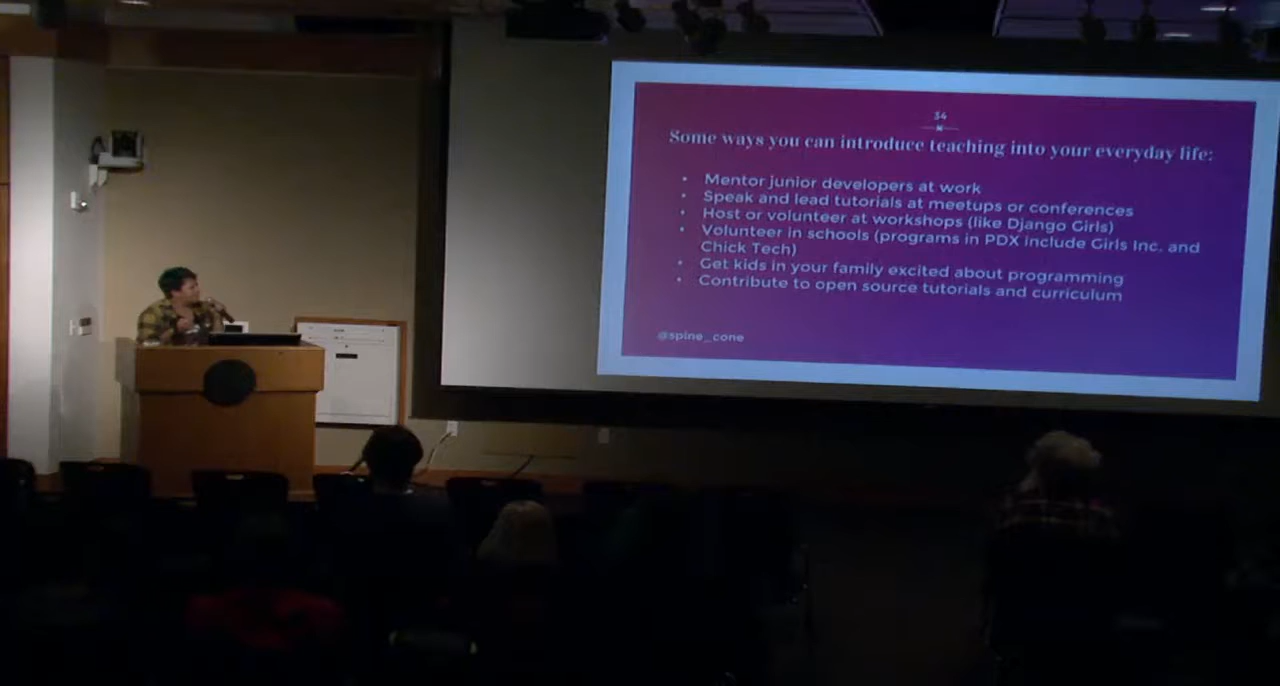 34
Some ways you can introduce teaching into your everyday life:
• Mentor junior developers at work
• Speak and lead tutorials at meetups or conferences
• Host or volunteer at workshops (like Django Girls)
• Volunteer in schools (programs in PDX include Girls Inc. and
Chick Tech)
• Get kids in your family excited about programming
• Contribute to open source tutorials and curriculum
@spine_cone